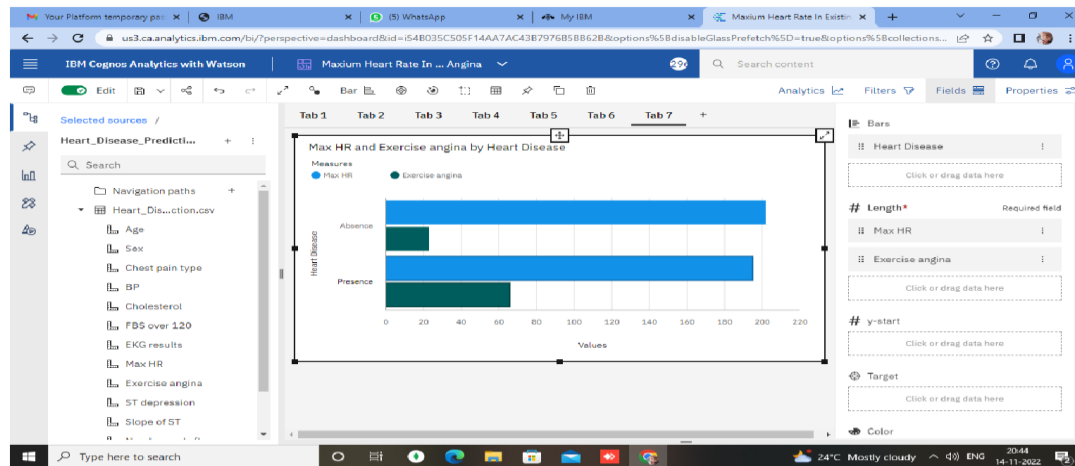 Your Platform temporary pas
IBM
(5) WhatsApp
My IBM
Maxium Heart Rate In Existin
us3.ca.analytics.ibm.com/bi/?perspective=dashboard&id=i54B035C505F14AA7AC43B7976B5BB62B&options%5BdisableGlassPrefetch%5D=true&options%5Bcollections...
IBM Cognos Analytics with Watson
Maxium Heart Rate In ... Angina
Search content
Edit
Bar
Analytics
Filters
Fields
Properties
Selected sources /
Heart_Disease_Predicti...
Search
Navigation paths
Heart_Dis...ction.csv
Age
Sex
Chest pain type
BP
Cholesterol
FBS over 120
EKG results
Max HR
Exercise angina
ST depression
Slope of ST
Tab 1 Tab 2 Tab 3 Tab 4 Tab 5 Tab 6 Tab 7
Max HR and Exercise angina by Heart Disease
Measures
Max HR Exercise angina
Heart Disease
Absence
Presence
0 20 40 60 80 100 120 140 160 180 200 220
Values
Bars
Heart Disease
Click or drag data here
# Length* Required field
Max HR
Exercise angina
Click or drag data here
# y-start
Click or drag data here
Target
Click or drag data here
Color
Type here to search
24°C Mostly cloudy
ENG
20:44
14-11-2022